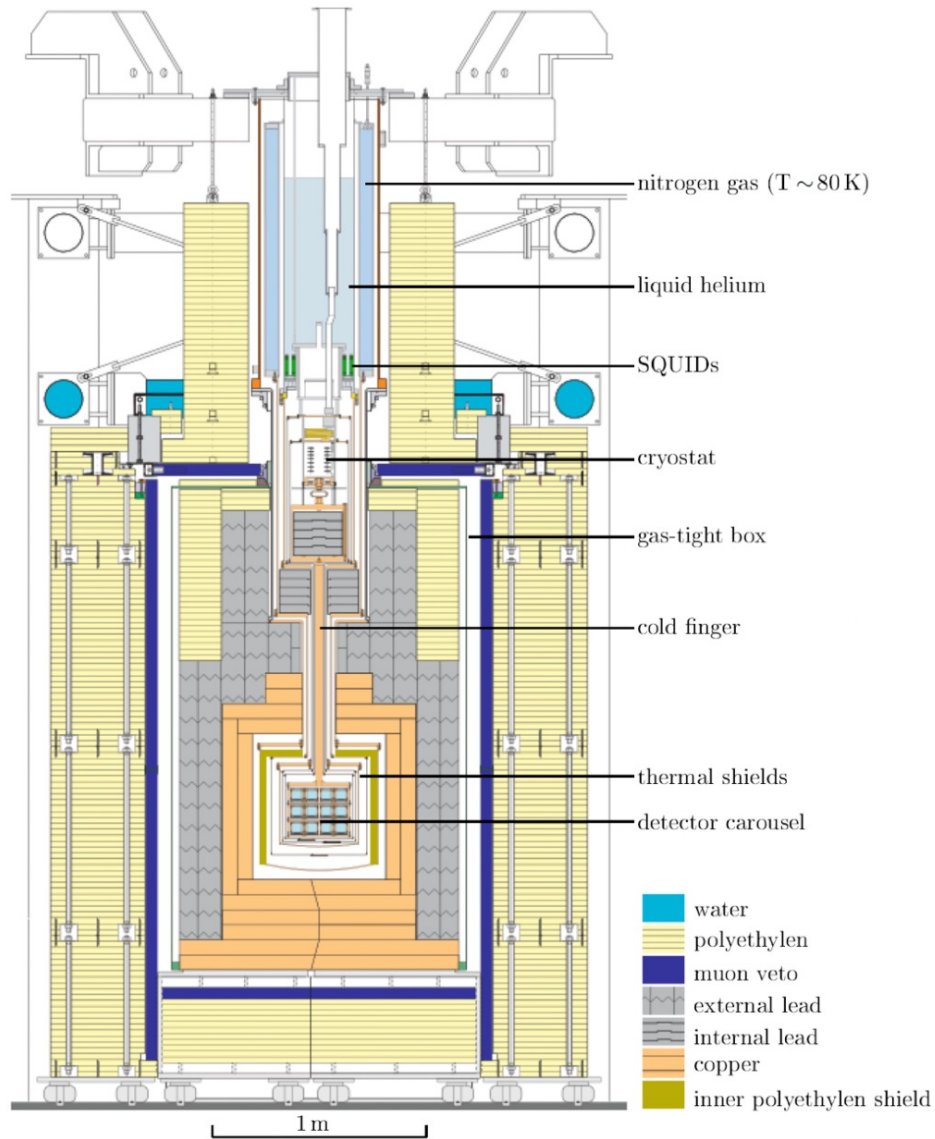 nitrogen gas (T ∼ 80 K)
liquid helium
SQUIDs
cryostat
gas-tight box
cold finger
thermal shields
detector carousel
water
polyethylen
muon veto
external lead
internal lead
copper
inner polyethylen shield
1 m